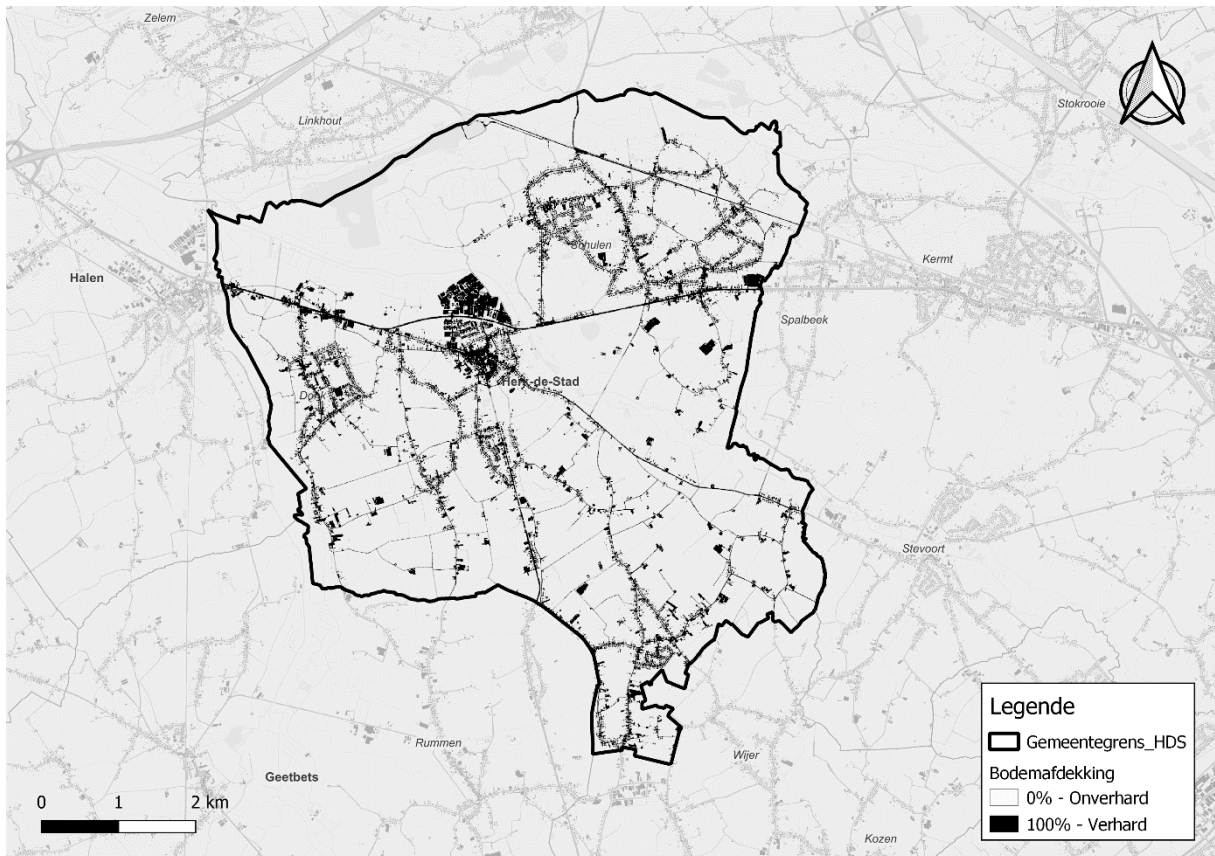 Zelem
Stokrooie
Linkhout
Schulen
Kermt
Halen
Spalbeek
Herk-de-Stad
Stevoort
Rummen
Wijer
Geetbets
Kozen
0 1 2 km
Legende
Gemeentegrens_HDS
Bodemafdekking
0% - Onverhard
100% - Verhard